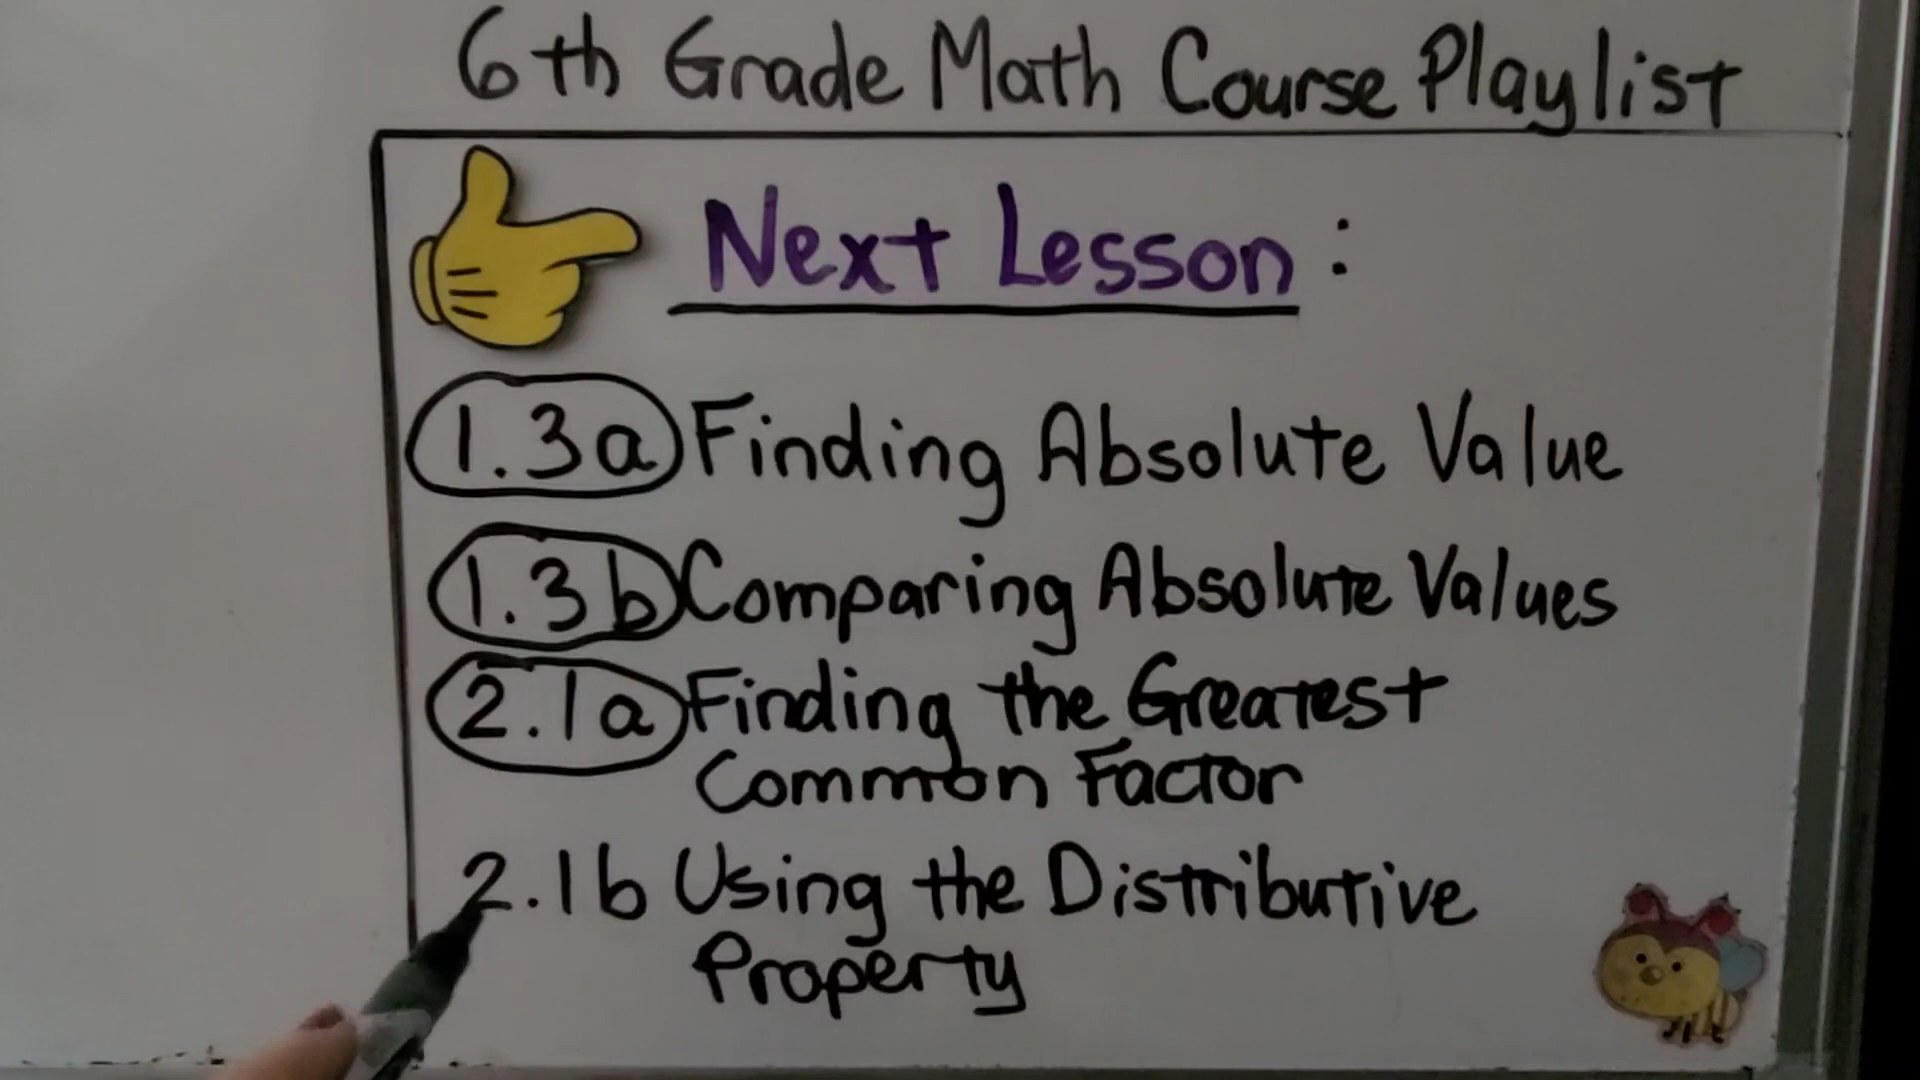 6th Grade Math Course Playlist
Next Lesson:
1.3a Finding Absolute Value
1.3b Comparing Absolute Values
2.1a Finding the Greatest
Common Factor
2.1b Using the Distributive
Property